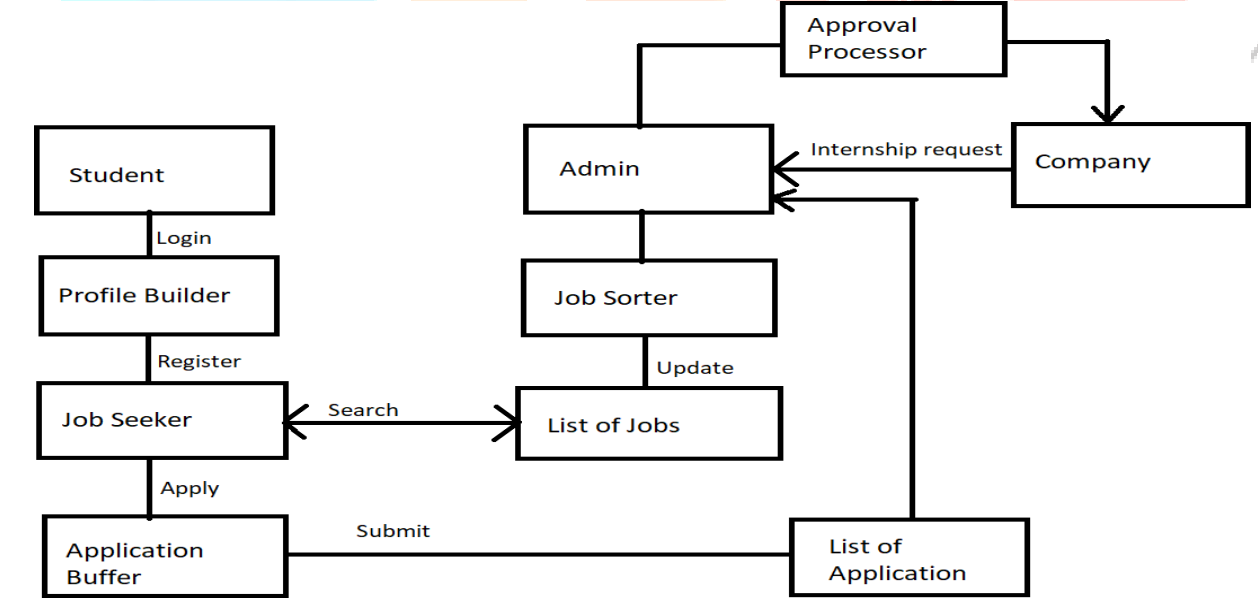 Approval
Processor
Student
Admin
Internship request
Company
Login
Profile Builder
Job Sorter
Register
Update
Job Seeker
Search
List of Jobs
Apply
Submit
Application
Buffer
List of
Application